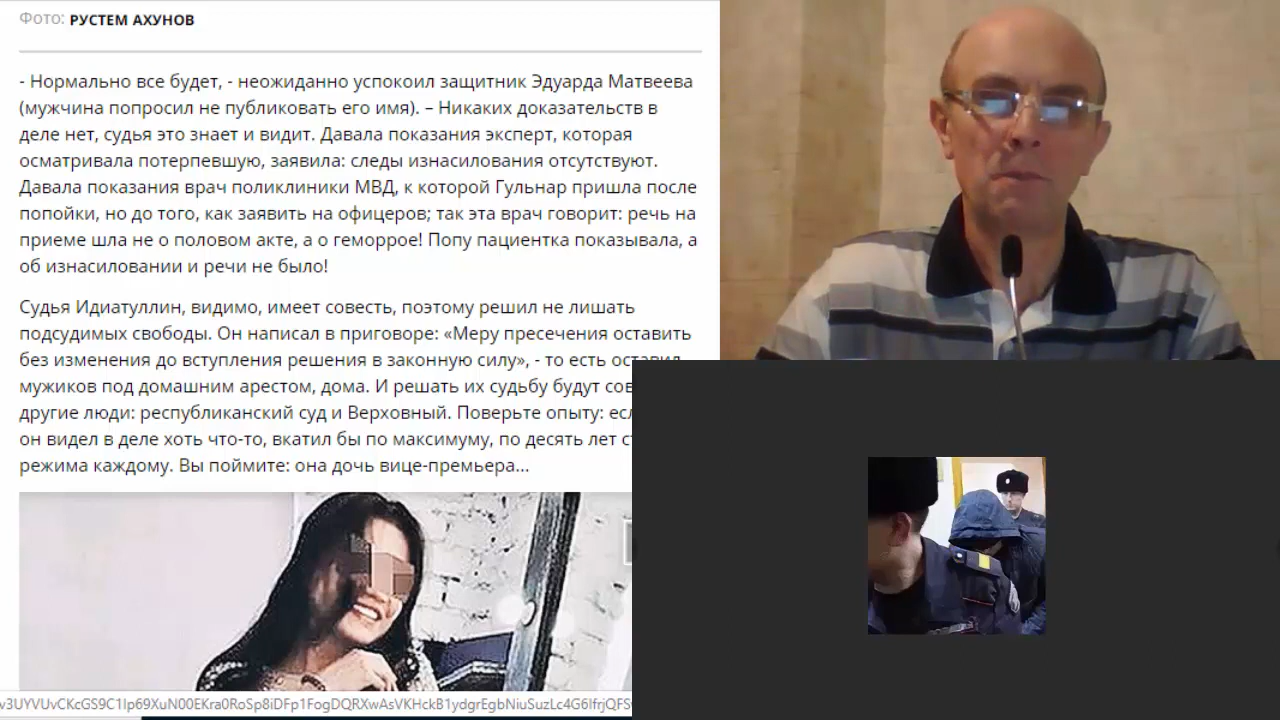 Фото: РУСТЕМ АХУНОВ
- Нормально все будет, - неожиданно успокоил защитник Эдуарда Матвеева
(мужчина попросил не публиковать его имя). – Никаких доказательств в
деле нет, судья это знает и видит. Давала показания эксперт, которая
осматривала потерпевшую, заявила: следы изнасилования отсутствуют.
Давала показания врач поликлиники МВД, к которой Гульнар пришла после
попойки, но до того, как заявить на офицеров; так эта врач говорит: речь на
приеме шла не о половом акте, а о геморрое! Попу пациентка показывала, а
об изнасиловании и речи не было!
Судья Идиатуллин, видимо, имеет совесть, поэтому решил не лишать
подсудимых свободы. Он написал в приговоре: «Меру пресечения оставить
без изменения до вступления решения в законную силу», - то есть оставил
мужиков под домашним арестом, дома. И решать их судьбу будут сов
другие люди: республиканский суд и Верховный. Поверьте опыту: есл
он видел в деле хоть что-то, вкатил бы по максимуму, по десять лет ст
режима каждому. Вы поймите: она дочь вице-премьера...